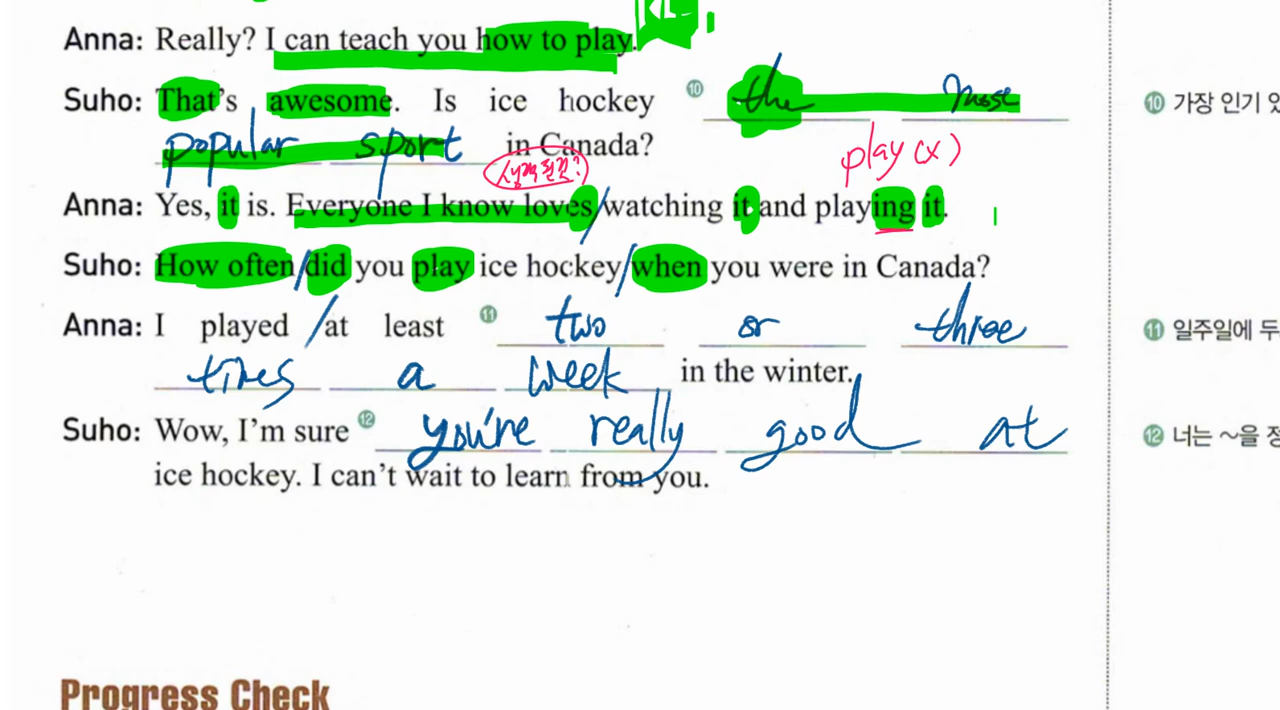 Anna: Really? I can teach you how to play.
Suho: That's awesome. Is ice hockey ⑩ the most
popular sport in Canada?
play (x)
생략 된것?
Anna: Yes, it is. Everyone I know loves/watching it and playing it.
Suho: How often/did you play ice hockey/when you were in Canada?
Anna: I played/at least ⑪ two or three
times a week in the winter.
Suho: Wow, I'm sure ⑫ you're really good at
ice hockey. I can't wait to learn from you.
⑩ 가장 인기
⑪ 일주일에 두
⑫ 너는 ~을
Progress Check